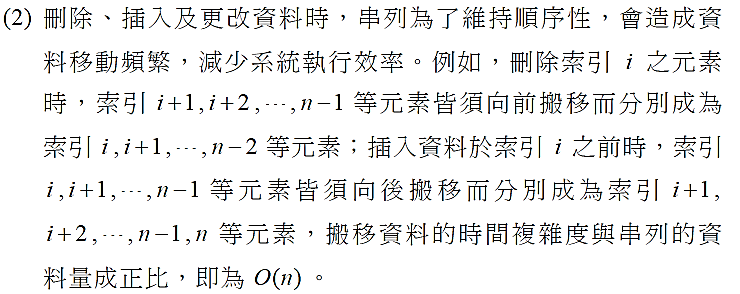 (2) 刪除、插入及更改資料時，串列為了維持順序性，會造成資
料移動頻繁，減少系統執行效率。例如，刪除索引 i 之元素
時，索引 i+1,i+2,⋯,n−1 等元素皆須向前搬移而分別成為
索引 i,i+1,⋯,n−2 等元素；插入資料於索引 i 之前時，索引
i,i+1,⋯,n−1 等元素皆須向後搬移而分別成為索引 i+1,
i+2,⋯,n−1,n 等元素，搬移資料的時間複雜度與串列的資
料量成正比，即為 O(n) 。